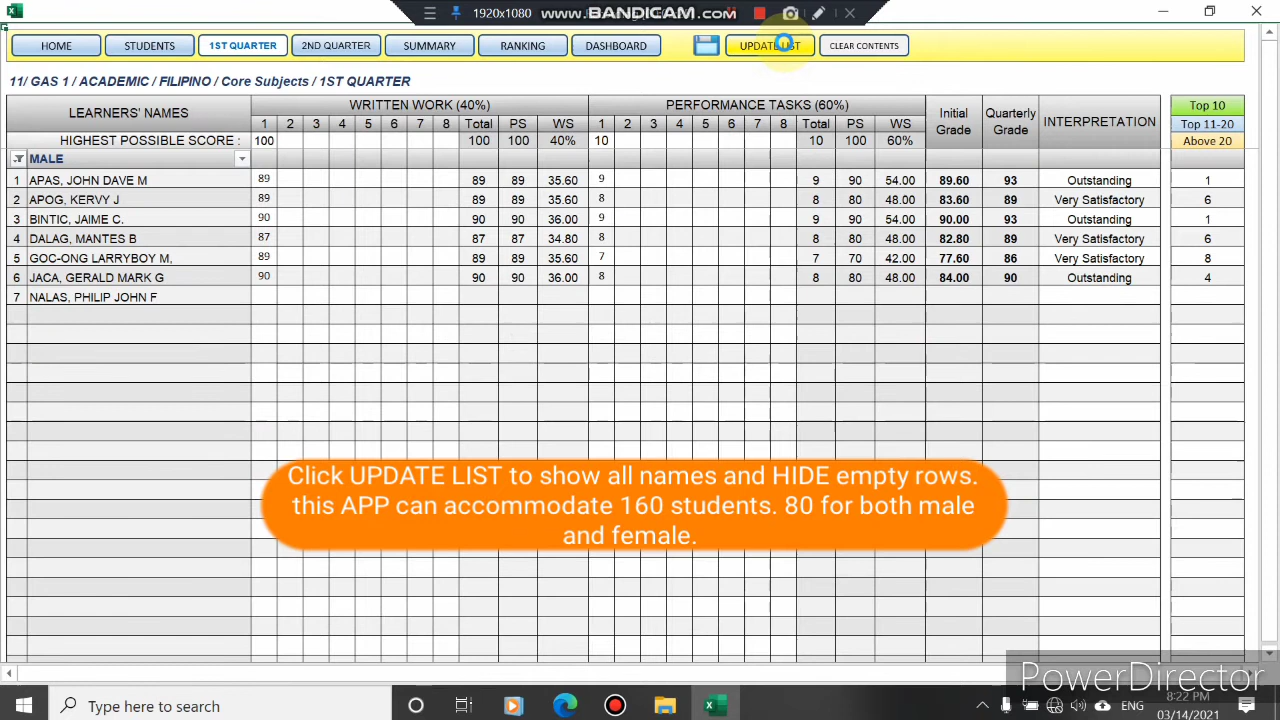 1920x1080 www.BANDICAM.com
HOME STUDENTS 1ST QUARTER 2ND QUARTER SUMMARY RANKING DASHBOARD UPDATE LIST CLEAR CONTENTS
11/ GAS 1 / ACADEMIC / FILIPINO / Core Subjects / 1ST QUARTER
LEARNERS' NAMES WRITTEN WORK (40%) PERFORMANCE TASKS (60%) Initial Grade Quarterly Grade INTERPRETATION Top 10
1 2 3 4 5 6 7 8 Total PS WS 1 2 3 4 5 6 7 8 Total PS WS Top 11-20
HIGHEST POSSIBLE SCORE : 100 100 100 40% 10 10 100 60% Above 20
MALE
1 APAS, JOHN DAVE M 89 89 89 35.60 9 9 90 54.00 89.60 93 Outstanding 1
2 APOG, KERVY J 89 89 89 35.60 8 8 80 48.00 83.60 89 Very Satisfactory 6
3 BINTIC, JAIME C. 90 90 90 36.00 9 9 90 54.00 90.00 93 Outstanding 1
4 DALAG, MANTES B 87 87 87 34.80 8 8 80 48.00 82.80 89 Very Satisfactory 6
5 GOC-ONG LARRYBOY M, 89 89 89 35.60 7 7 70 42.00 77.60 86 Very Satisfactory 8
6 JACA, GERALD MARK G 90 90 90 36.00 8 8 80 48.00 84.00 90 Outstanding 4
7 NALAS, PHILIP JOHN F
Click UPDATE LIST to show all names and HIDE empty rows.
this APP can accommodate 160 students. 80 for both male
and female.
PowerDirector
Type here to search ENG 8:22 PM
03/14/2021